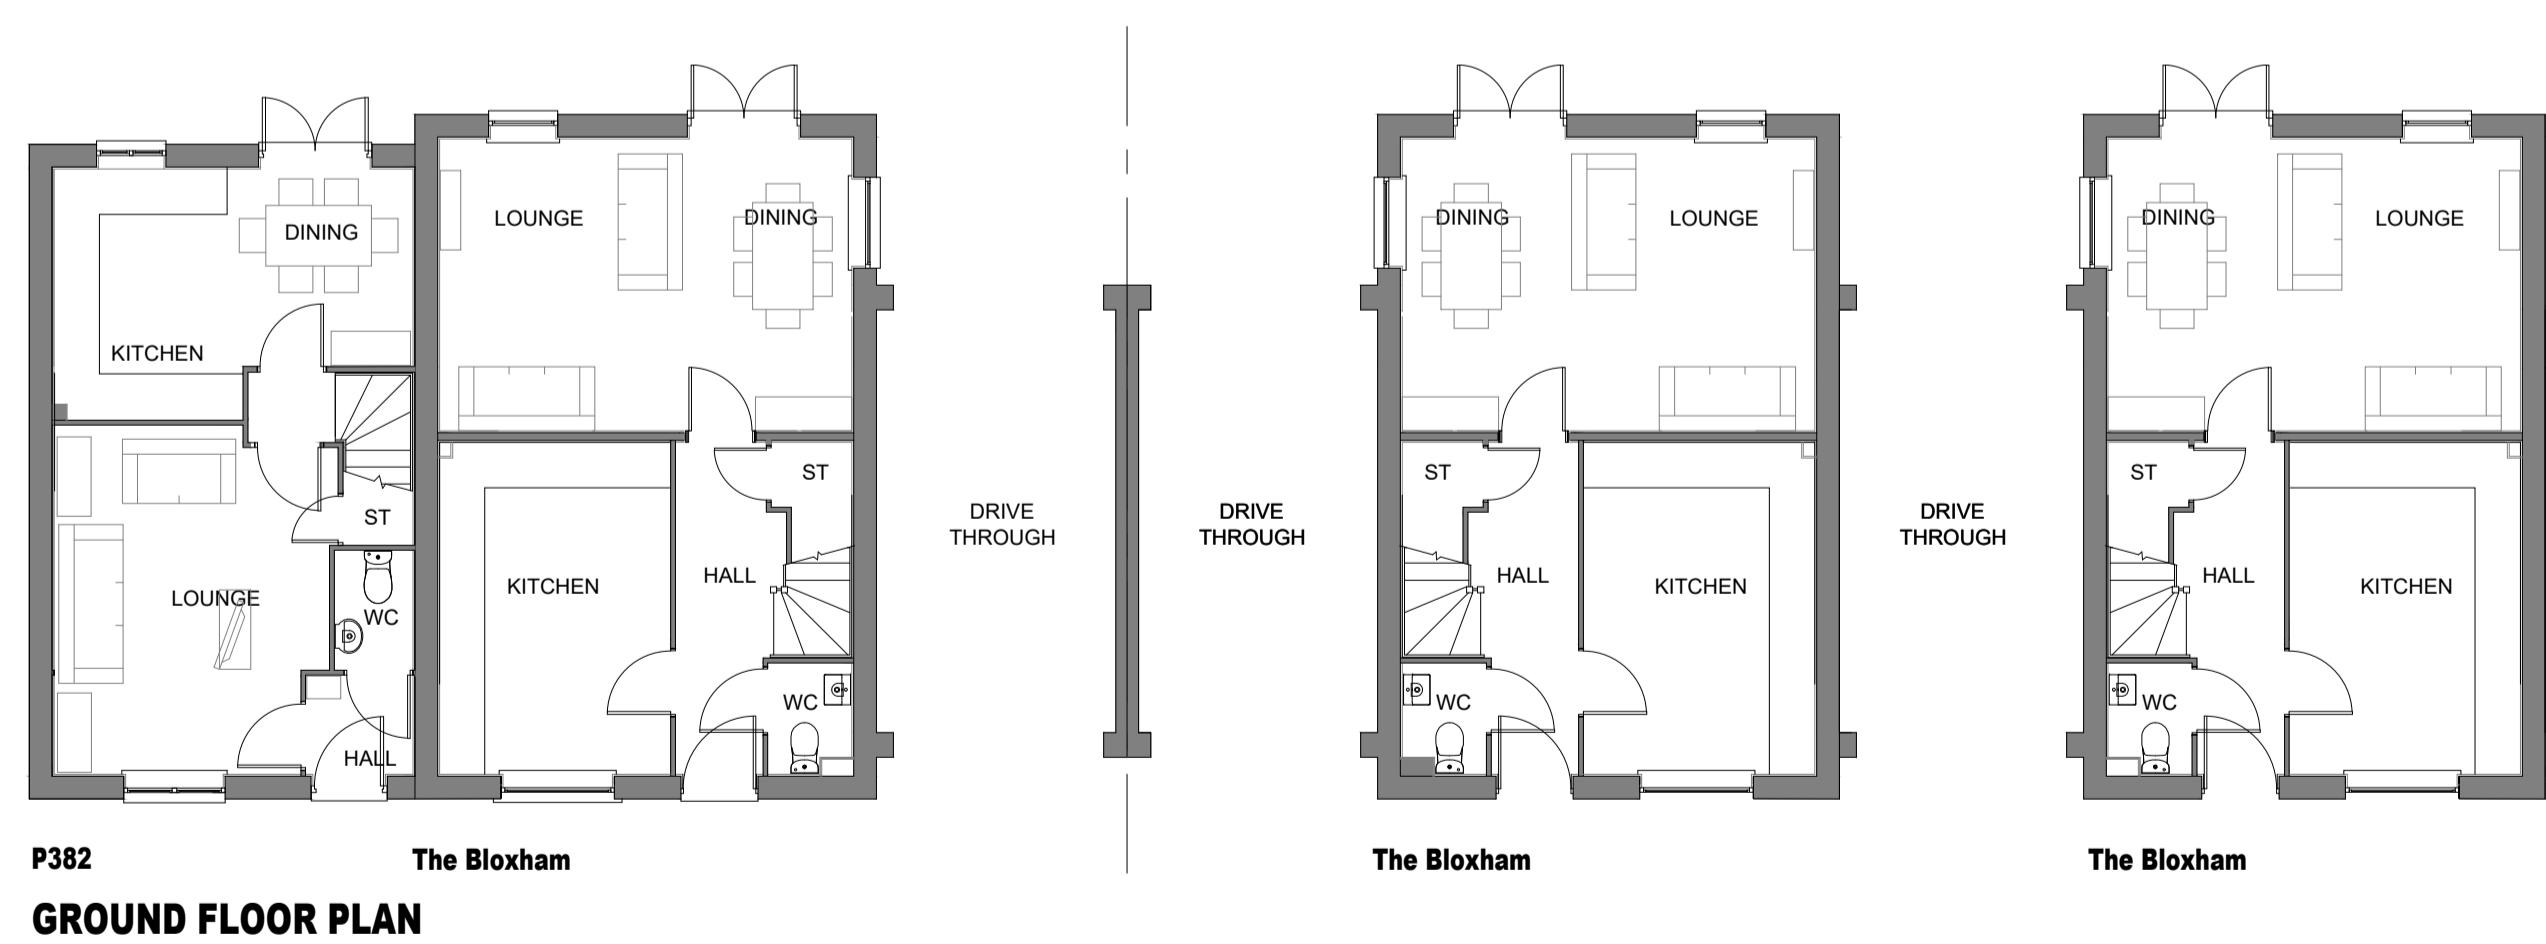 DINING
KITCHEN
LOUNGE
ST
WC
HALL
LOUNGE
DINING
KITCHEN
HALL
ST
WC
DRIVE
THROUGH
DRIVE
THROUGH
DINING
LOUNGE
ST
HALL
KITCHEN
WC
DRIVE
THROUGH
DINING
LOUNGE
ST
HALL
KITCHEN
WC
P382
The Bloxham
The Bloxham
The Bloxham
GROUND FLOOR PLAN